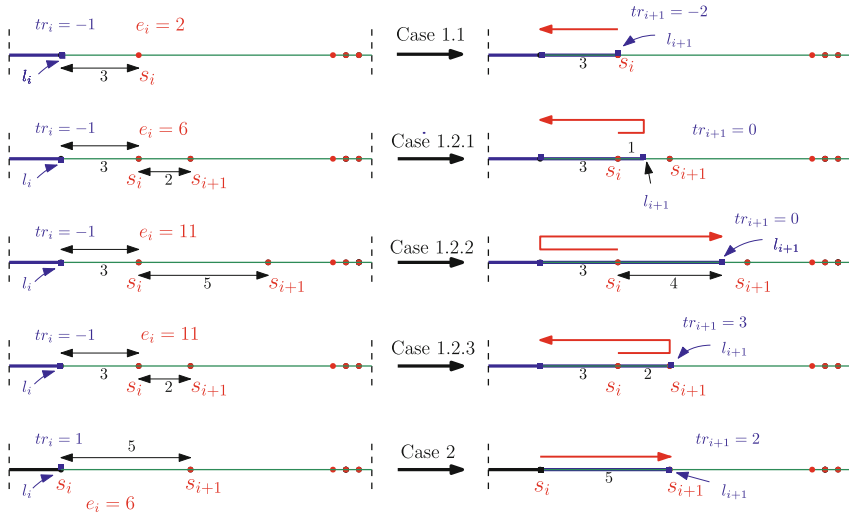 tr_i = −1 e_i = 2 Case 1.1 tr_{i+1} = −2
l_i 3 s_i 3 s_i l_{i+1}
tr_i = −1 e_i = 6 Case 1.2.1 tr_{i+1} = 0
l_i 3 s_i 2 s_{i+1} 3 s_i 1 s_{i+1} l_{i+1}
tr_i = −1 e_i = 11 Case 1.2.2 tr_{i+1} = 0
l_i 3 s_i 5 s_{i+1} 3 s_i 4 s_{i+1} l_{i+1}
tr_i = −1 e_i = 11 Case 1.2.3 tr_{i+1} = 3
l_i 3 s_i 2 s_{i+1} 3 s_i 2 s_{i+1} l_{i+1}
tr_i = 1 5 Case 2 tr_{i+1} = 2
l_i s_i s_{i+1} s_i 5 s_{i+1} l_{i+1}
e_i = 6